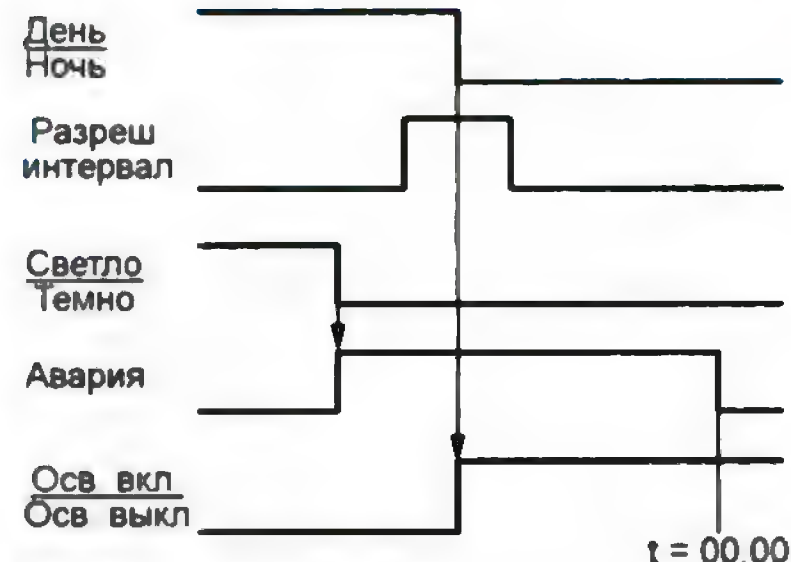 День
Ночь
Разреш
интервал
Светло
Темно
Авария
Осв вкл
Осв выкл
t = 00.00